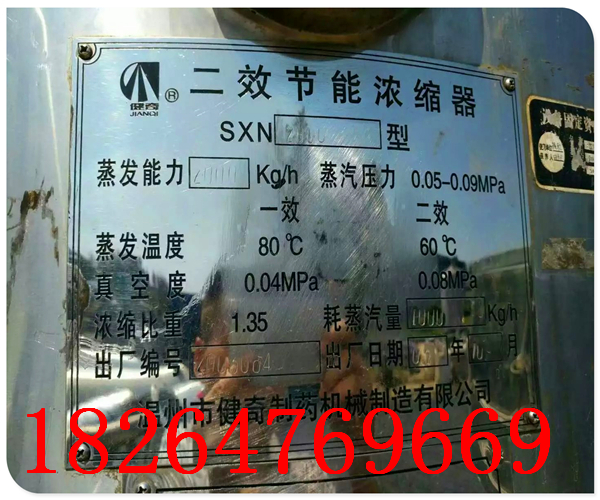 健奇
JIANQI
® 二效节能浓缩器
SXN 型
蒸发能力 Kg/h 蒸汽压力 0.05-0.09MPa
一效 二效
蒸发温度 80℃ 60℃
真空度 0.04MPa 0.08MPa
浓缩比重 1.35 耗蒸汽量 1000 Kg/h
出厂编号 出厂日期 年 月
温州市健奇制药机械制造有限公司
18264769669